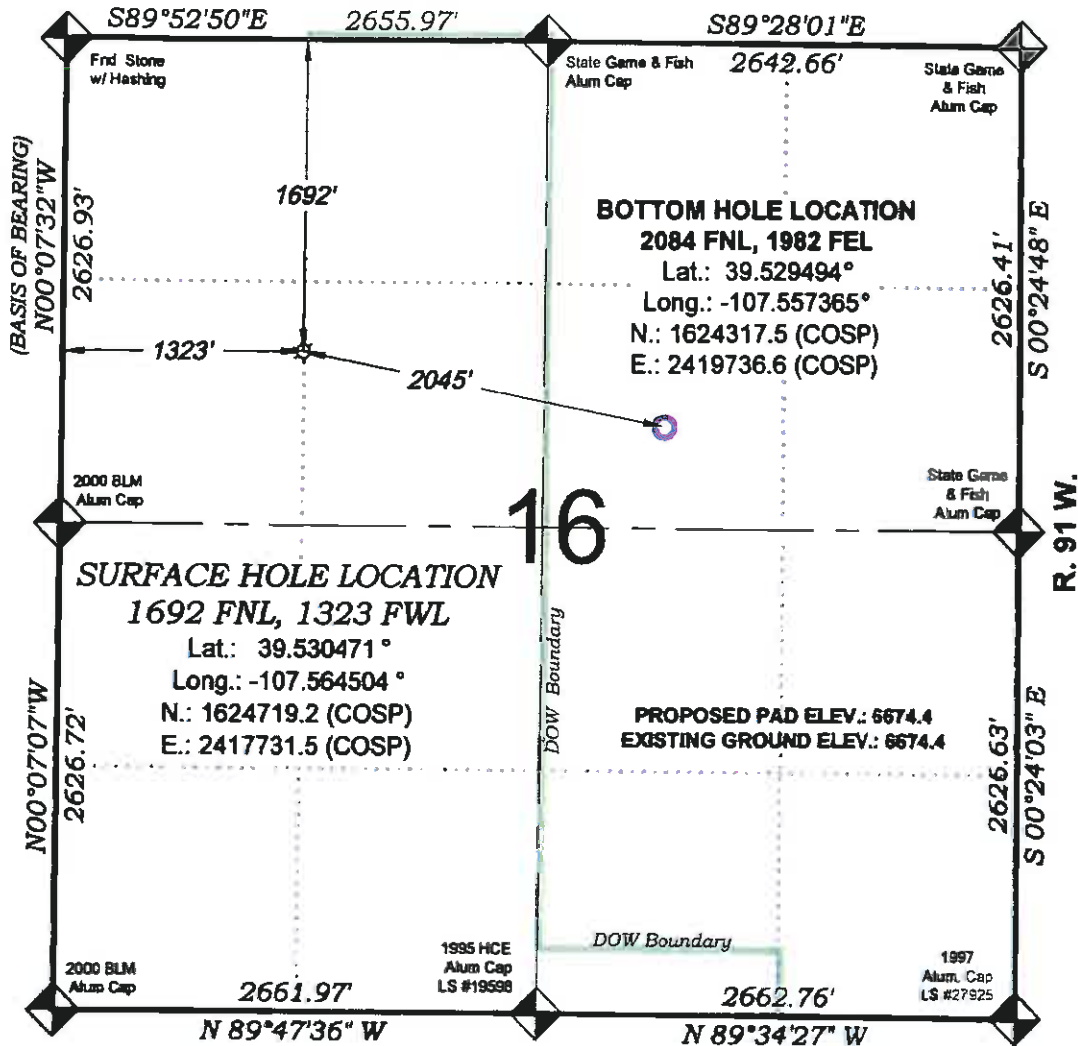 S89°52'50"E 2655.97' S89°28'01"E
2642.66'
Fnd Stone
w/ Hashing
State Game & Fish
Alum Cap
State Game
& Fish
Alum Cap
(BASIS OF BEARING)
N00°07'32"W
2626.93'
1692'
BOTTOM HOLE LOCATION
2084 FNL, 1982 FEL
Lat.: 39.529494°
Long.: -107.557365°
N.: 1624317.5 (COSP)
E.: 2419736.6 (COSP)
2626.41'
S 00°24'48" E
1323'
2045'
2000 BLM
Alum Cap
State Game
& Fish
Alum Cap
16
R. 91 W.
SURFACE HOLE LOCATION
1692 FNL, 1323 FWL
Lat.: 39.530471 °
Long.: -107.564504 °
N.: 1624719.2 (COSP)
E.: 2417731.5 (COSP)
DOW Boundary
PROPOSED PAD ELEV.: 6674.4
EXISTING GROUND ELEV.: 6674.4
N00°07'07"W
2626.72'
2626.63'
S 00°24'03" E
DOW Boundary
2000 BLM
Alum Cap
1995 HCE
Alum Cap
LS #19598
1997
Alum. Cap
LS #27925
2661.97'
N 89°47'36" W
2662.76'
N 89°34'27" W